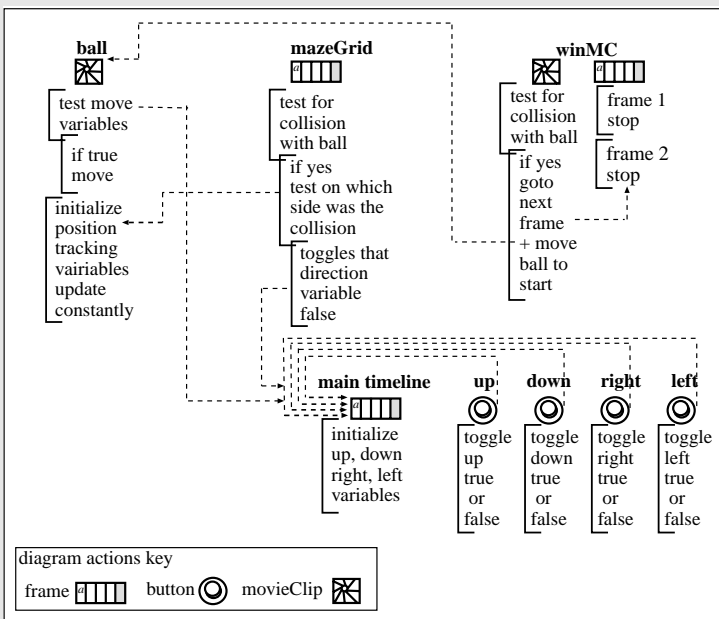 ball
test move
variables
if true
move
initialize
position
tracking
vairiables
update
constantly
mazeGrid
a
test for
collision
with ball
if yes
test on which
side was the
collision
toggles that
direction
variable
false
winMC
a
test for
collision
with ball
if yes
goto
next
frame
+ move
ball to
start
frame 1
stop
frame 2
stop
main timeline
a
initialize
up, down
right, left
variables
up
toggle
up
true
or
false
down
toggle
down
true
or
false
right
toggle
right
true
or
false
left
toggle
left
true
or
false
diagram actions key
frame a button movieClip